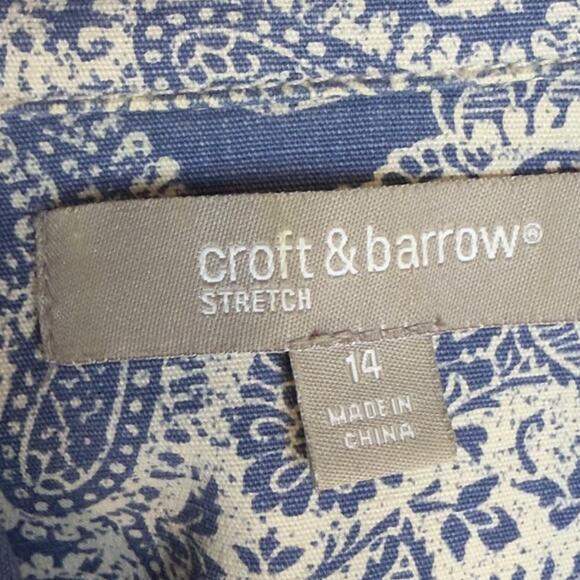 croft & barrow®
STRETCH
14
MADE IN
CHINA